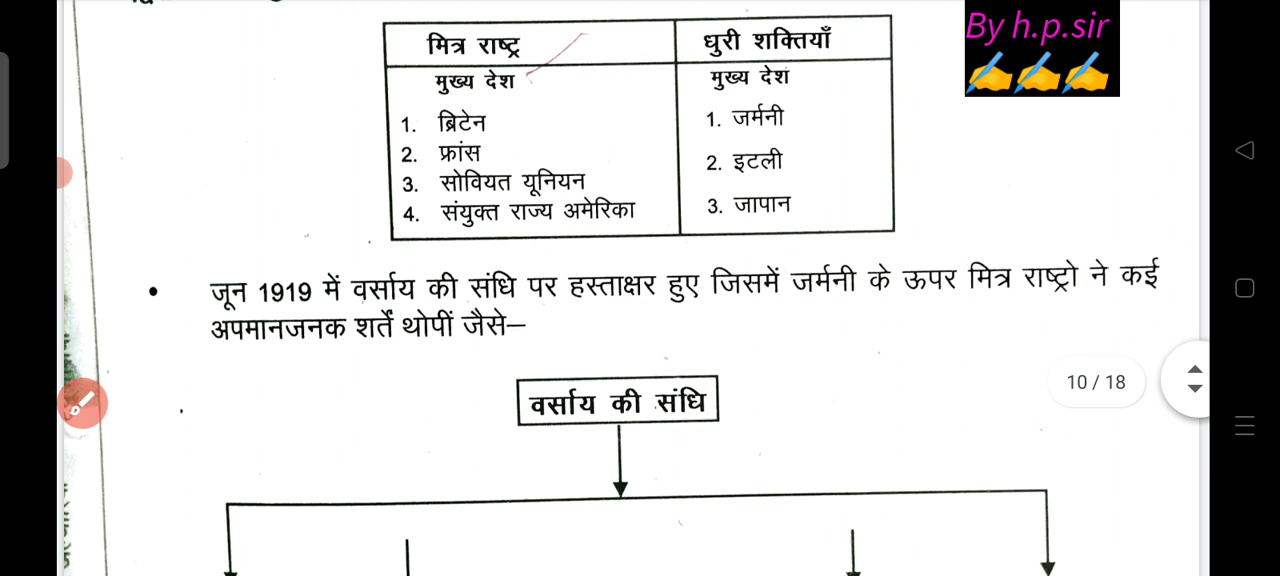 By h.p.sir
मित्र राष्ट्र
धुरी शक्तियाँ
मुख्य देश
1. ब्रिटेन
2. फ्रांस
3. सोवियत यूनियन
4. संयुक्त राज्य अमेरिका
मुख्य देश
1. जर्मनी
2. इटली
3. जापान
• जून 1919 में वर्साय की संधि पर हस्ताक्षर हुए जिसमें जर्मनी के ऊपर मित्र राष्ट्रो ने कई
अपमानजनक शर्तें थोपीं जैसे–
10 / 18
वर्साय की संधि